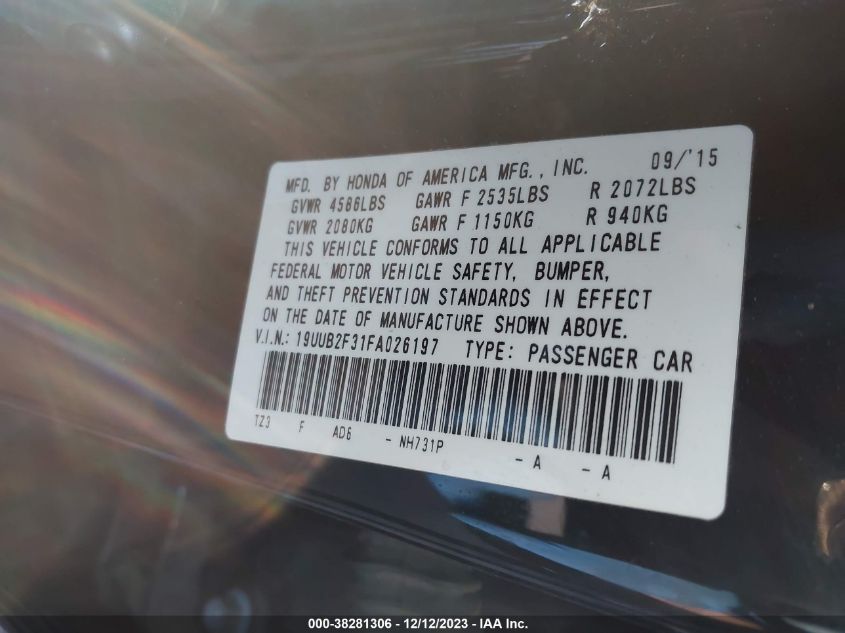 MFD. BY HONDA OF AMERICA MFG., INC. 09/'15
GVWR 4586LBS GAWR F 2535LBS R 2072LBS
GVWR 2080KG GAWR F 1150KG R 940KG
THIS VEHICLE CONFORMS TO ALL APPLICABLE
FEDERAL MOTOR VEHICLE SAFETY, BUMPER,
AND THEFT PREVENTION STANDARDS IN EFFECT
ON THE DATE OF MANUFACTURE SHOWN ABOVE.
V.I.N.: 19UUB2F31FA026197 TYPE: PASSENGER CAR
TZ3 F AD6 - NH731P - A - A
000-38281306 - 12/12/2023 - IAA Inc.